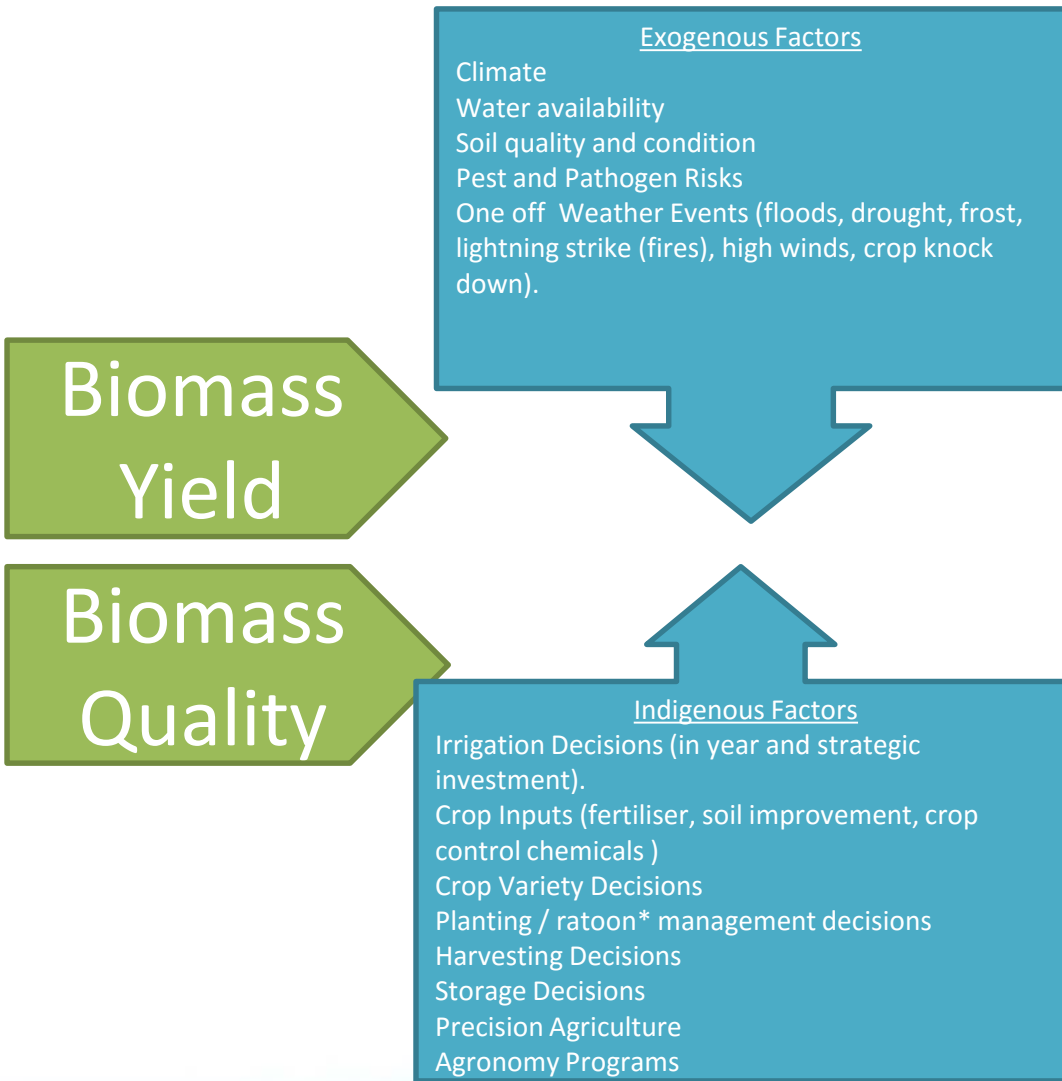 Exogenous Factors
Climate
Water availability
Soil quality and condition
Pest and Pathogen Risks
One off  Weather Events (floods, drought, frost,
lightning strike (fires), high winds, crop knock
down).
Biomass
Yield
Biomass
Quality
Indigenous Factors
Irrigation Decisions (in year and strategic
investment).
Crop Inputs (fertiliser, soil improvement, crop
control chemicals )
Crop Variety Decisions
Planting / ratoon* management decisions
Harvesting Decisions
Storage Decisions
Precision Agriculture
Agronomy Programs